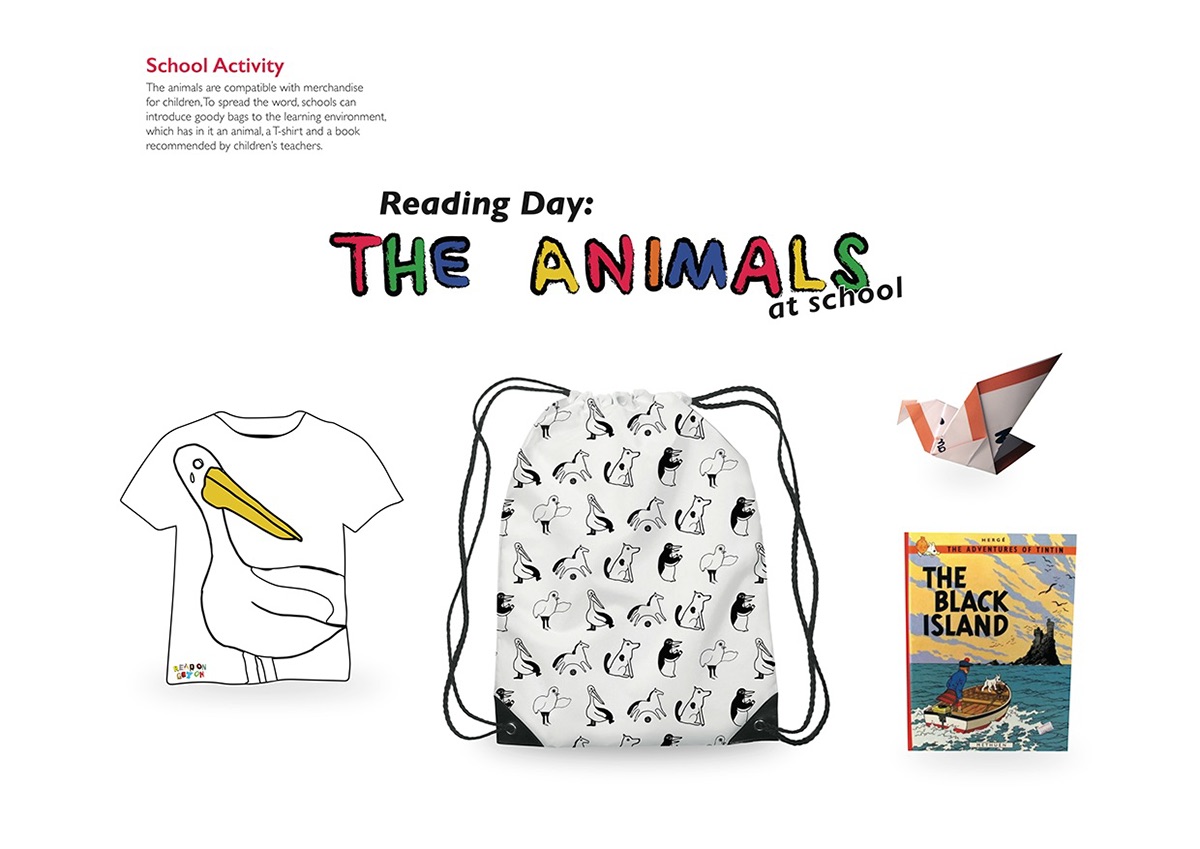 School Activity
The animals are compatible with merchandise
for children,To spread the word, schools can
introduce goody bags to the learning environment,
which has in it an animal, a T-shirt and a book
recommended by children's teachers.
Reading Day:
THE ANIMALS
at school
READ ON
GET ON
HERGÉ
THE ADVENTURES OF TINTIN
THE
BLACK
ISLAND
METHUEN